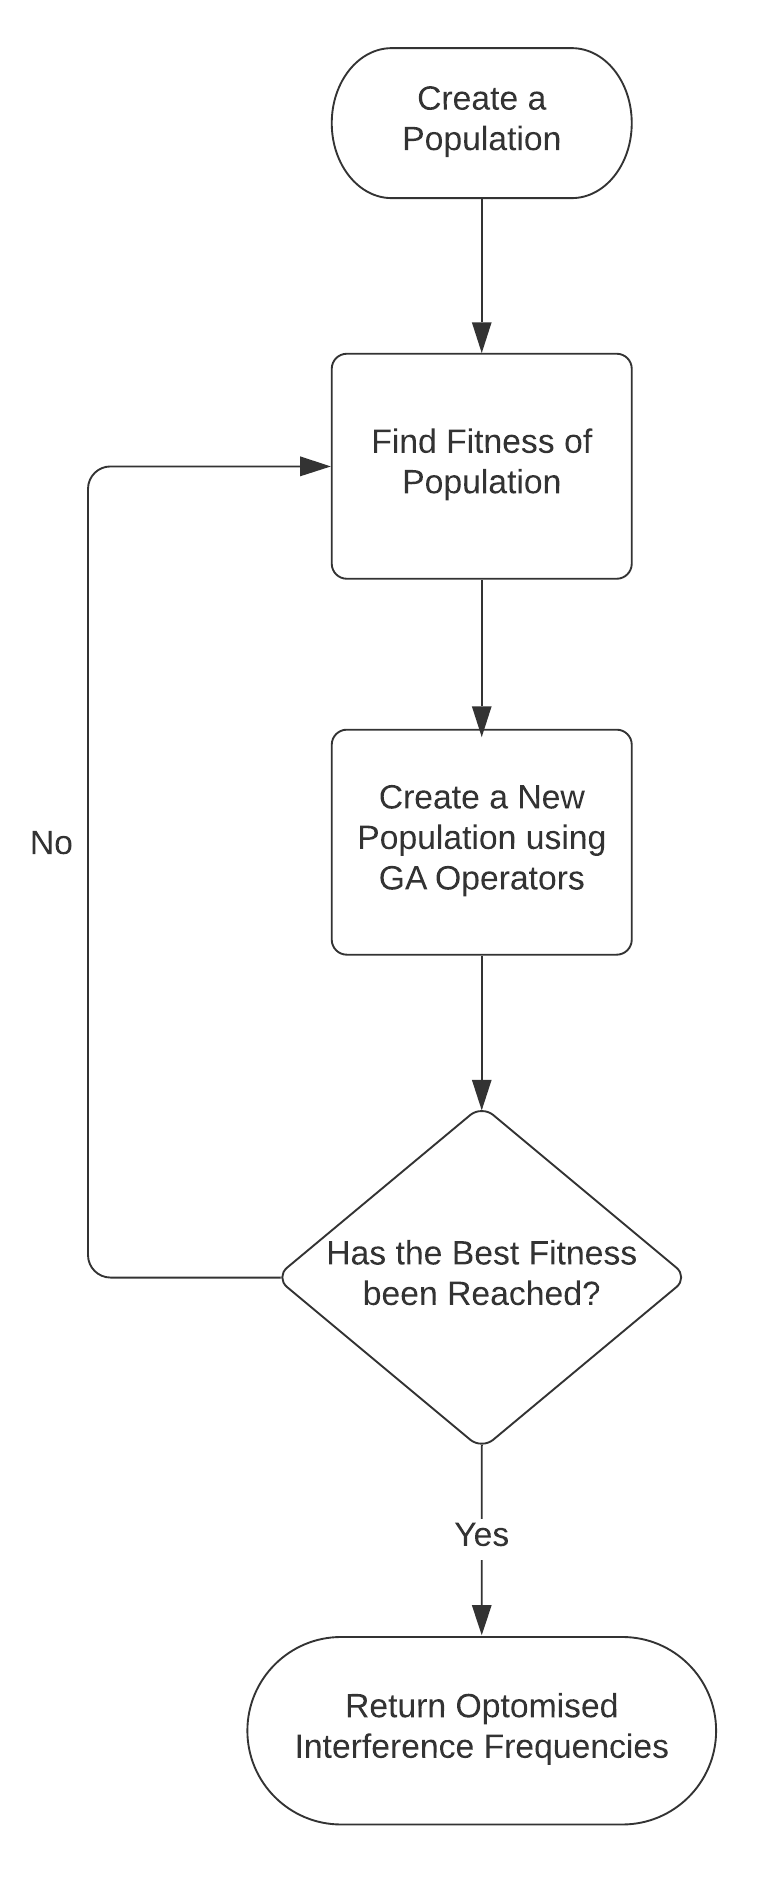 Create a
Population
Find Fitness of
Population
Create a New
Population using
GA Operators
No
Has the Best Fitness
been Reached?
Yes
Return Optomised
Interference Frequencies